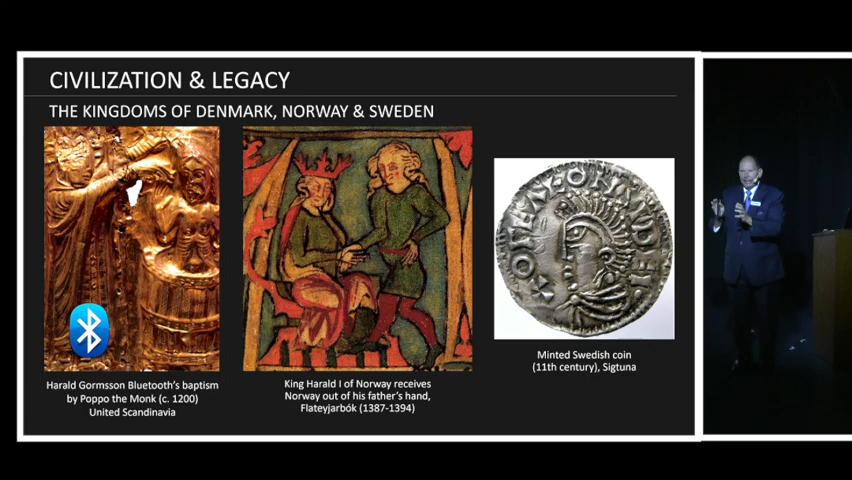 CIVILIZATION & LEGACY
THE KINGDOMS OF DENMARK, NORWAY & SWEDEN
Harald Gormsson Bluetooth's baptism
by Poppo the Monk (c. 1200)
United Scandinavia
King Harald I of Norway receives
Norway out of his father's hand,
Flateyjarbók (1387-1394)
Minted Swedish coin
(11th century), Sigtuna